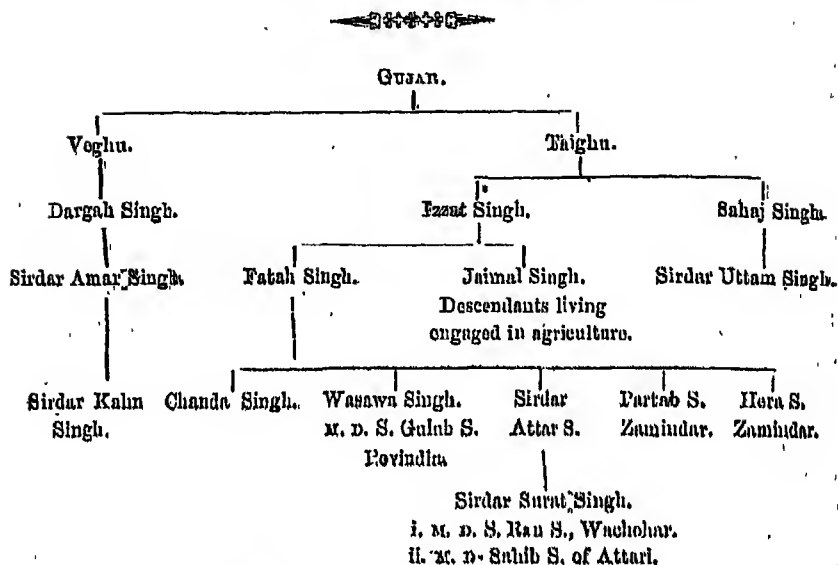 GUJAR.
Veghu. Thighu.
Dargah Singh. Izzat Singh. Sahaj Singh.
Sirdar Amar Singh. Fatah Singh. Jaimal Singh. Sirdar Uttam Singh.
Descendants living
engaged in agriculture.
Sirdar Kahn Chanda Singh. Wasawa Singh. Sirdar Partab S. Hera S.
Singh. M. D. S. Gulab S. Attar S. Zamindar. Zamindar.
Povindia
Sirdar Surat Singh.
i. M. D. S. Rau S., Wachohar.
ii. M. D. Sahib S. of Attari.